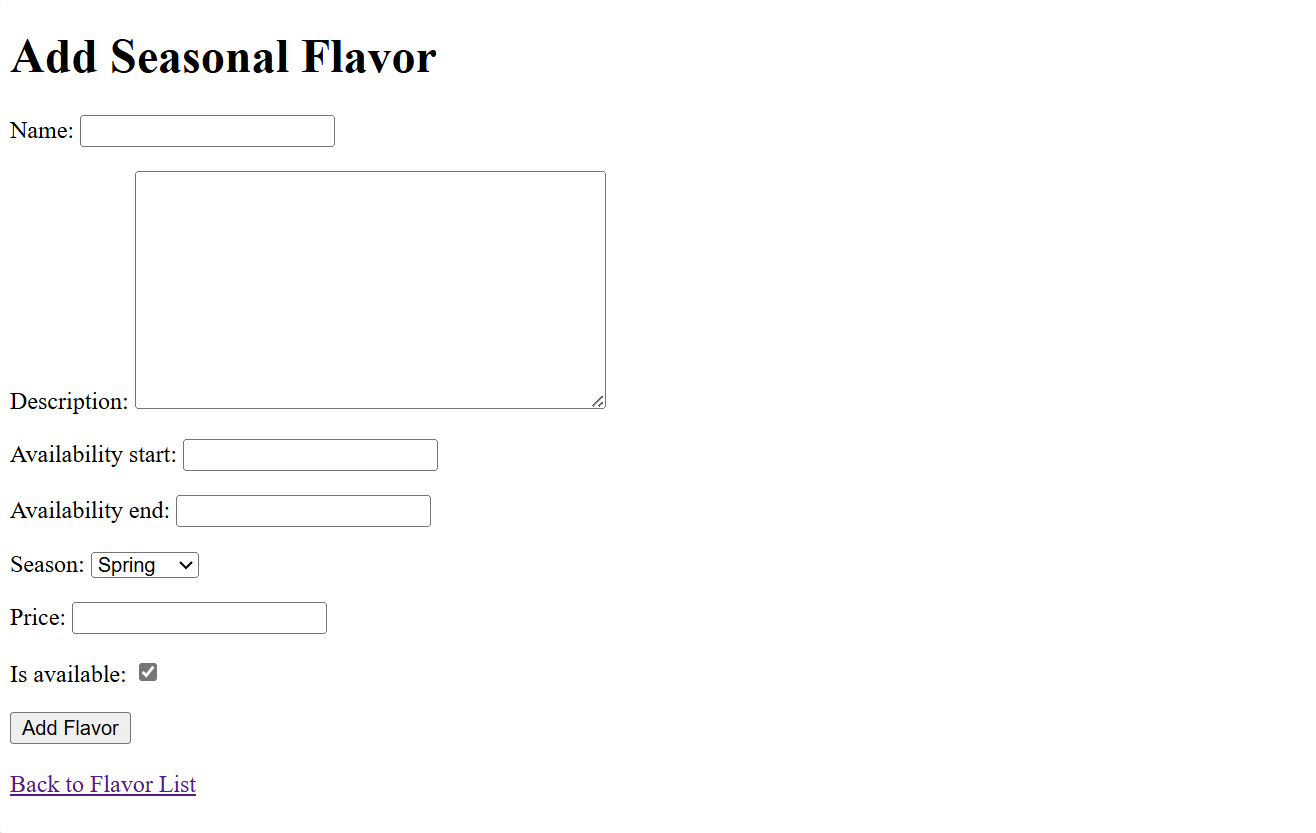 Add Seasonal Flavor
Name:
Description:
Availability start:
Availability end:
Season: Spring
Price:
Is available:
Add Flavor
Back to Flavor List